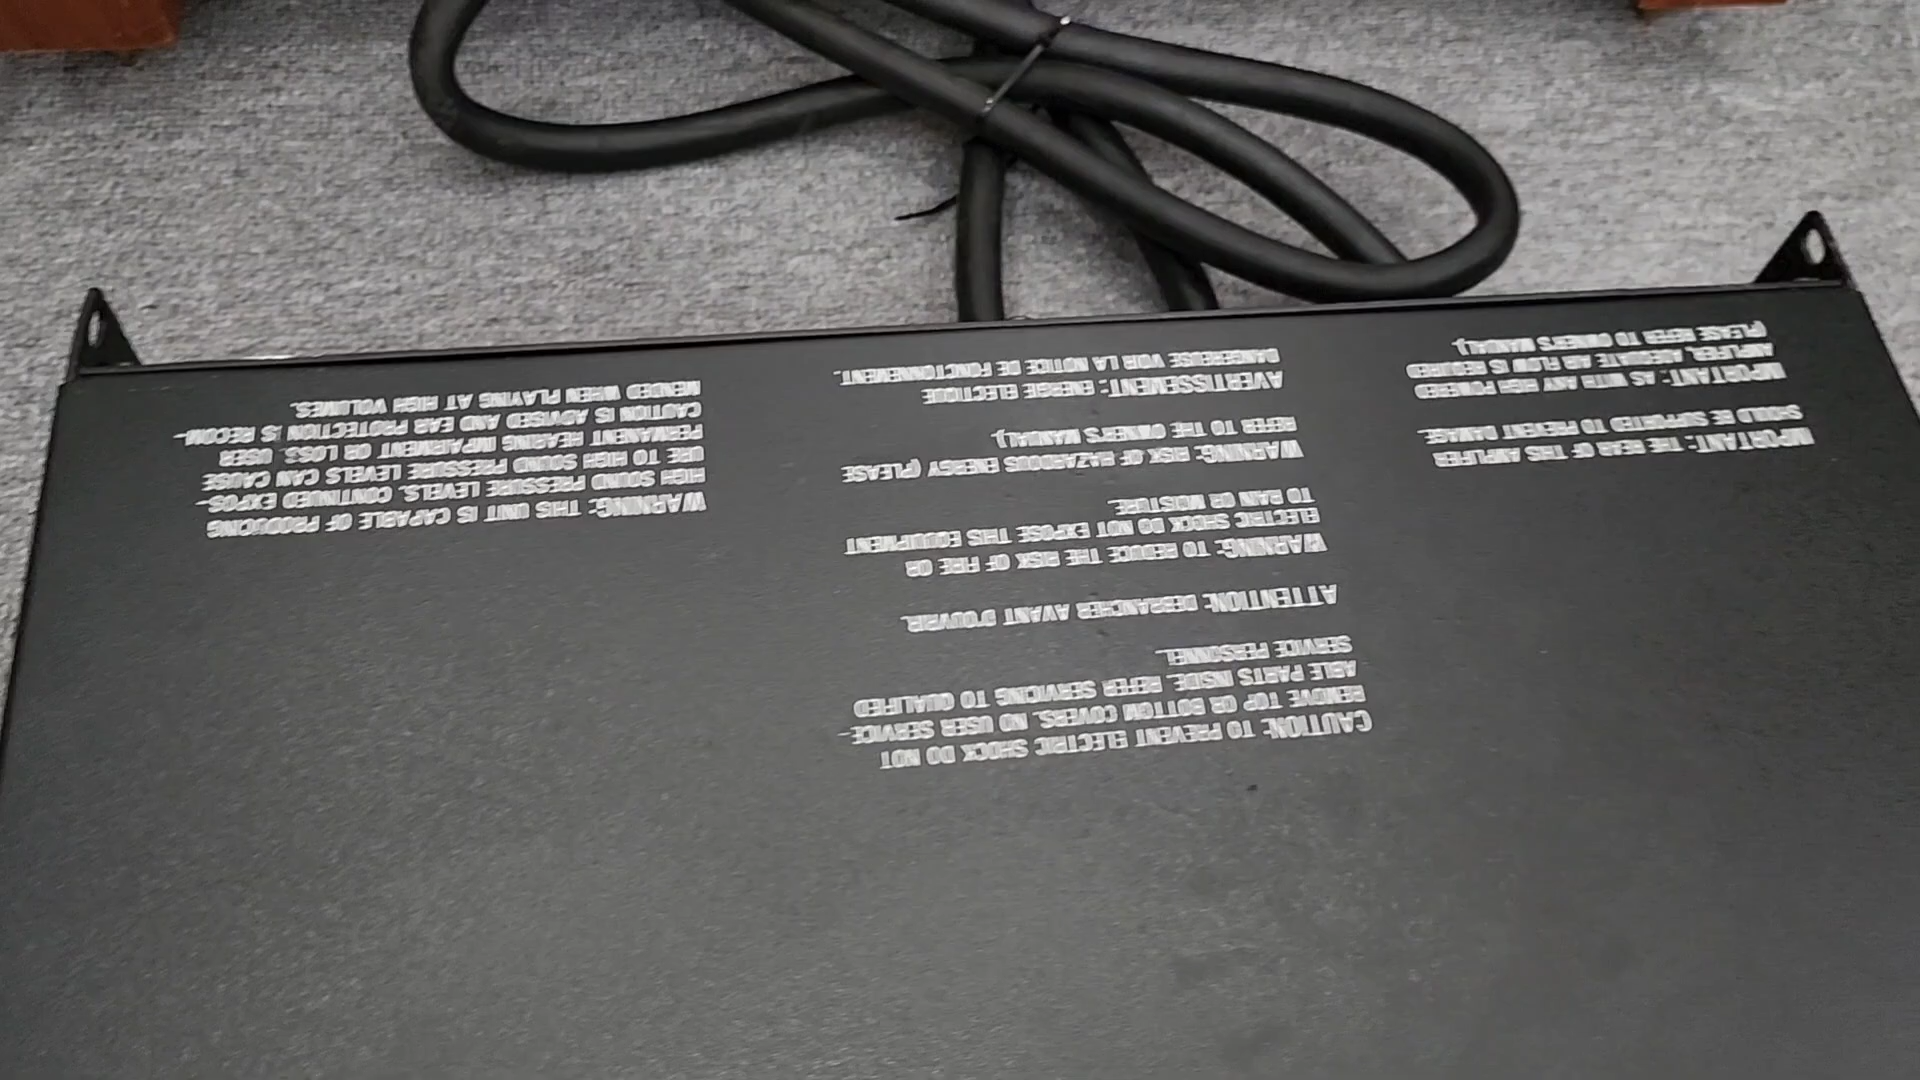 IMPORTANT: THE REAR OF THIS AMPLIFIER
SHOULD BE SUPPORTED TO PREVENT DAMAGE.
IMPORTANT: AS WITH ANY HIGH POWERED
AMPLIFIER, ADEQUATE AIR FLOW IS REQUIRED
(PLEASE REFER TO OWNER'S MANUAL).
CAUTION: TO PREVENT ELECTRIC SHOCK DO NOT
REMOVE TOP OR BOTTOM COVERS. NO USER SERVICE-
ABLE PARTS INSIDE. REFER SERVICING TO QUALIFIED
SERVICE PERSONNEL.
ATTENTION: DEBRANCHER AVANT D'OUVRIR.
WARNING: TO REDUCE THE RISK OF FIRE OR
ELECTRIC SHOCK DO NOT EXPOSE THIS EQUIPMENT
TO RAIN OR MOISTURE.
WARNING: RISK OF HAZARDOUS ENERGY (PLEASE
REFER TO THE OWNER'S MANUAL).
AVERTISSEMENT: ENERGIE ELECTRIQUE
DANGEREUSE VOIR LA NOTICE DE FONCTIONNEMENT.
WARNING: THIS UNIT IS CAPABLE OF PRODUCING
HIGH SOUND PRESSURE LEVELS. CONTINUED EXPOS-
URE TO HIGH SOUND PRESSURE LEVELS CAN CAUSE
PERMANENT HEARING IMPAIRMENT OR LOSS. USER
CAUTION IS ADVISED AND EAR PROTECTION IS RECOM-
MENDED WHEN PLAYING AT HIGH VOLUMES.